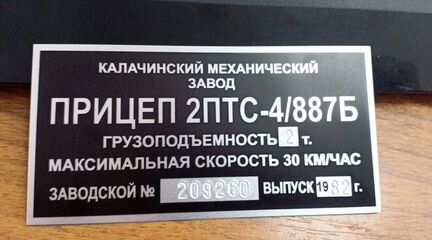 КАЛАЧИНСКИЙ МЕХАНИЧЕСКИЙ
ЗАВОД
ПРИЦЕП 2ПТС-4/887Б
ГРУЗОПОДЪЕМНОСТЬ 2 т.
МАКСИМАЛЬНАЯ СКОРОСТЬ 30 КМ/ЧАС
ЗАВОДСКОЙ № 209260 ВЫПУСК 1982 г.